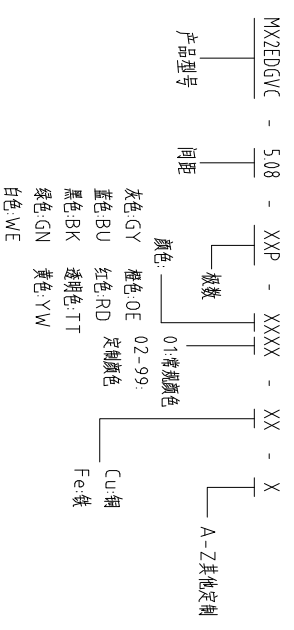 MX2EDGVC - 5.08 - XXP - XXXX - XX - X
产品型号
间距
极数
颜色:
灰色:GY 橙色:OE
蓝色:BU 红色:RD
黑色:BK 透明色:TT
绿色:GN 黄色:YW
白色:WE
01:常规颜色
02-99:
定制颜色
Cu:铜
Fe:铁
A-Z其他定制